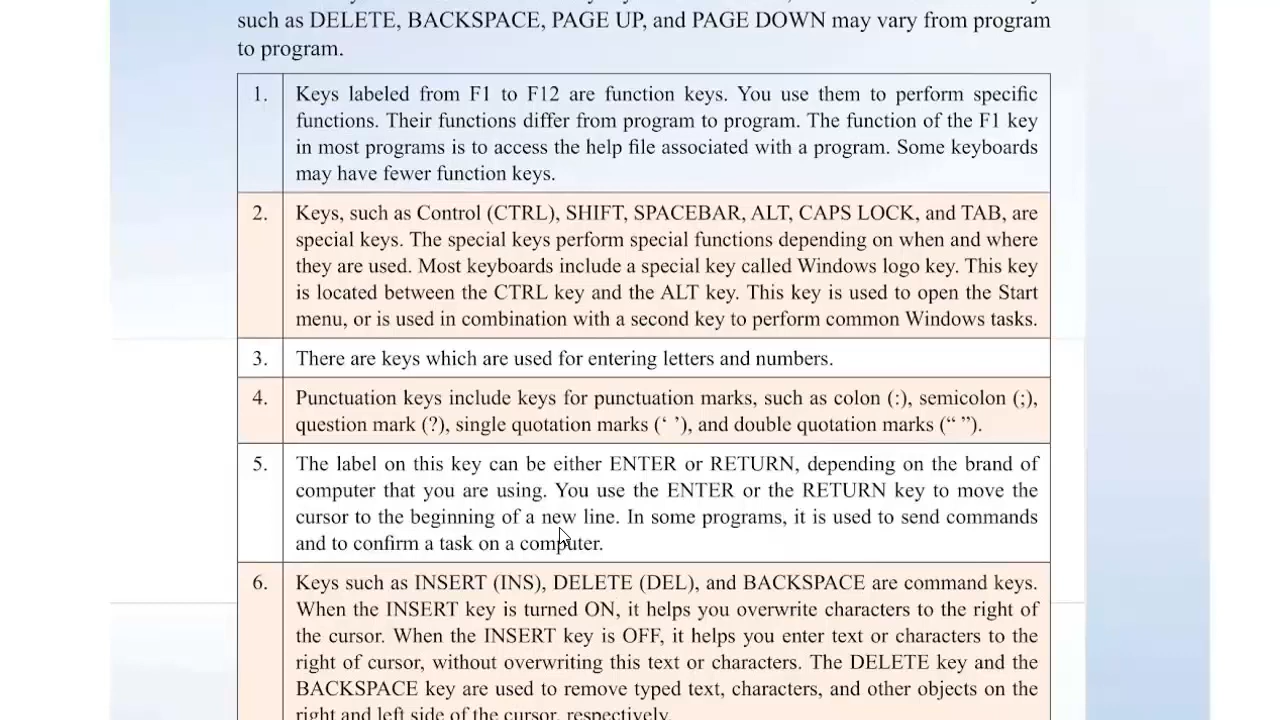 such as DELETE, BACKSPACE, PAGE UP, and PAGE DOWN may vary from program
to program.
1. Keys labeled from F1 to F12 are function keys. You use them to perform specific
functions. Their functions differ from program to program. The function of the F1 key
in most programs is to access the help file associated with a program. Some keyboards
may have fewer function keys.
2. Keys, such as Control (CTRL), SHIFT, SPACEBAR, ALT, CAPS LOCK, and TAB, are
special keys. The special keys perform special functions depending on when and where
they are used. Most keyboards include a special key called Windows logo key. This key
is located between the CTRL key and the ALT key. This key is used to open the Start
menu, or is used in combination with a second key to perform common Windows tasks.
3. There are keys which are used for entering letters and numbers.
4. Punctuation keys include keys for punctuation marks, such as colon (:), semicolon (;),
question mark (?), single quotation marks (‘ ’), and double quotation marks (“ ”).
5. The label on this key can be either ENTER or RETURN, depending on the brand of
computer that you are using. You use the ENTER or the RETURN key to move the
cursor to the beginning of a new line. In some programs, it is used to send commands
and to confirm a task on a computer.
6. Keys such as INSERT (INS), DELETE (DEL), and BACKSPACE are command keys.
When the INSERT key is turned ON, it helps you overwrite characters to the right of
the cursor. When the INSERT key is OFF, it helps you enter text or characters to the
right of cursor, without overwriting this text or characters. The DELETE key and the
BACKSPACE key are used to remove typed text, characters, and other objects on the
right and left side of the cursor, respectively.